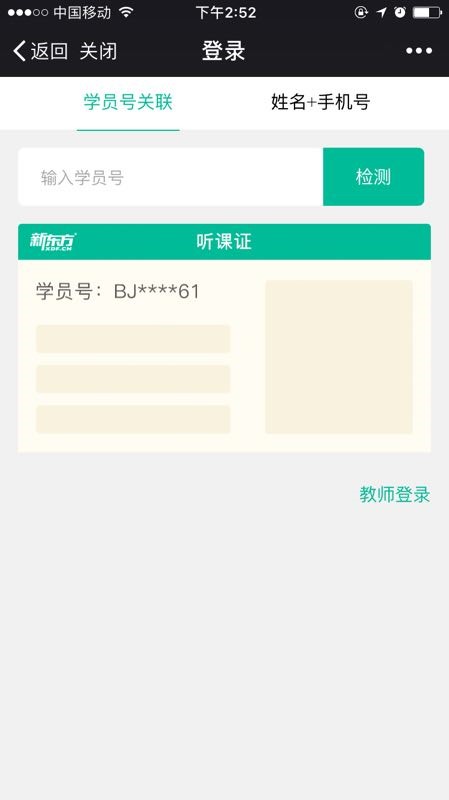 中国移动 下午2:52
返回 关闭 登录
学员号关联 姓名+手机号
输入学员号 检测
新东方 XDF.CN 听课证
学员号：BJ****61
教师登录